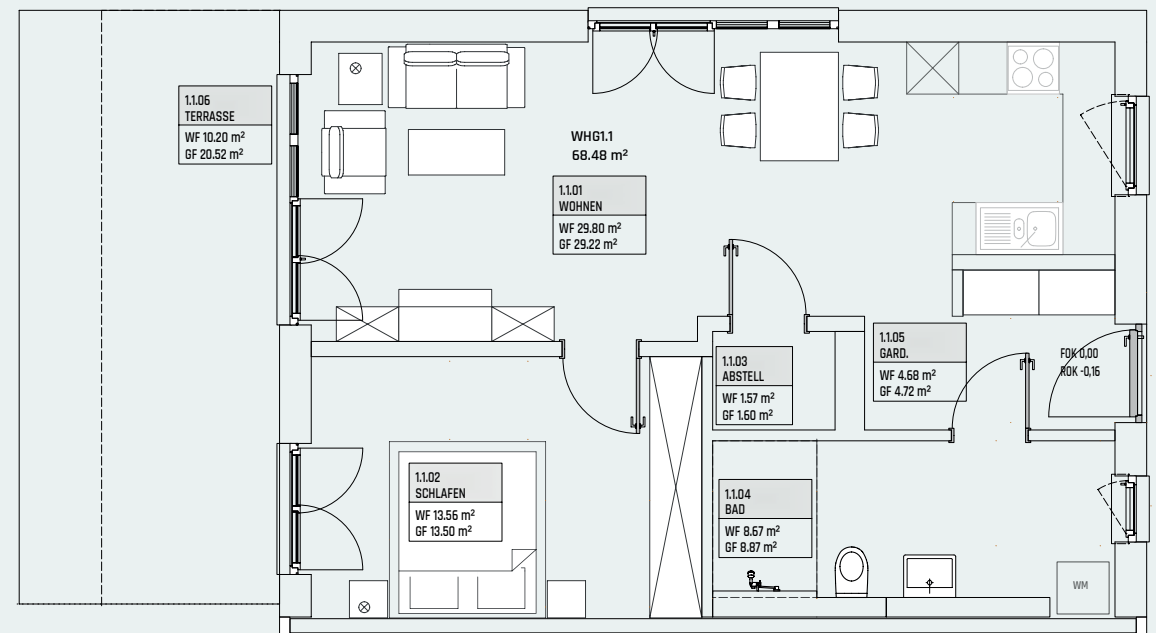 1.1.06
TERRASSE
WF 10.20 m²
GF 20.52 m²
WHG1.1
68.48 m²
1.1.01
WOHNEN
WF 29.80 m²
GF 29.22 m²
1.1.05
GARD.
WF 4.68 m²
GF 4.72 m²
FOK 0,00
ROK -0,16
1.1.03
ABSTELL
WF 1.57 m²
GF 1.60 m²
1.1.02
SCHLAFEN
WF 13.56 m²
GF 13.50 m²
1.1.04
BAD
WF 8.67 m²
GF 8.87 m²
WM